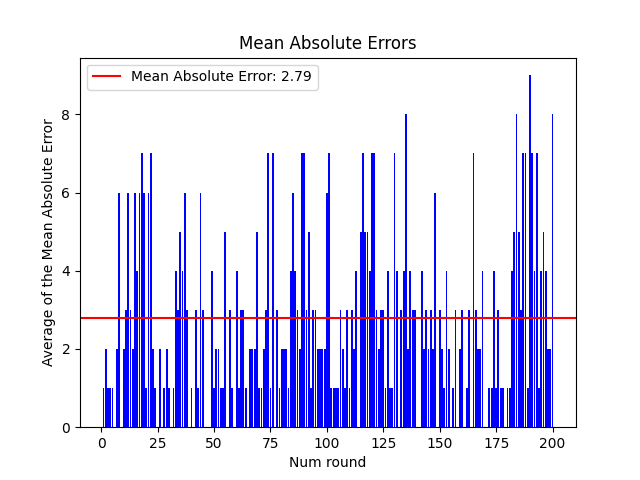 Mean Absolute Errors
Mean Absolute Error: 2.79
Average of the Mean Absolute Error
8
6
4
2
0
0 25 50 75 100 125 150 175 200
Num round